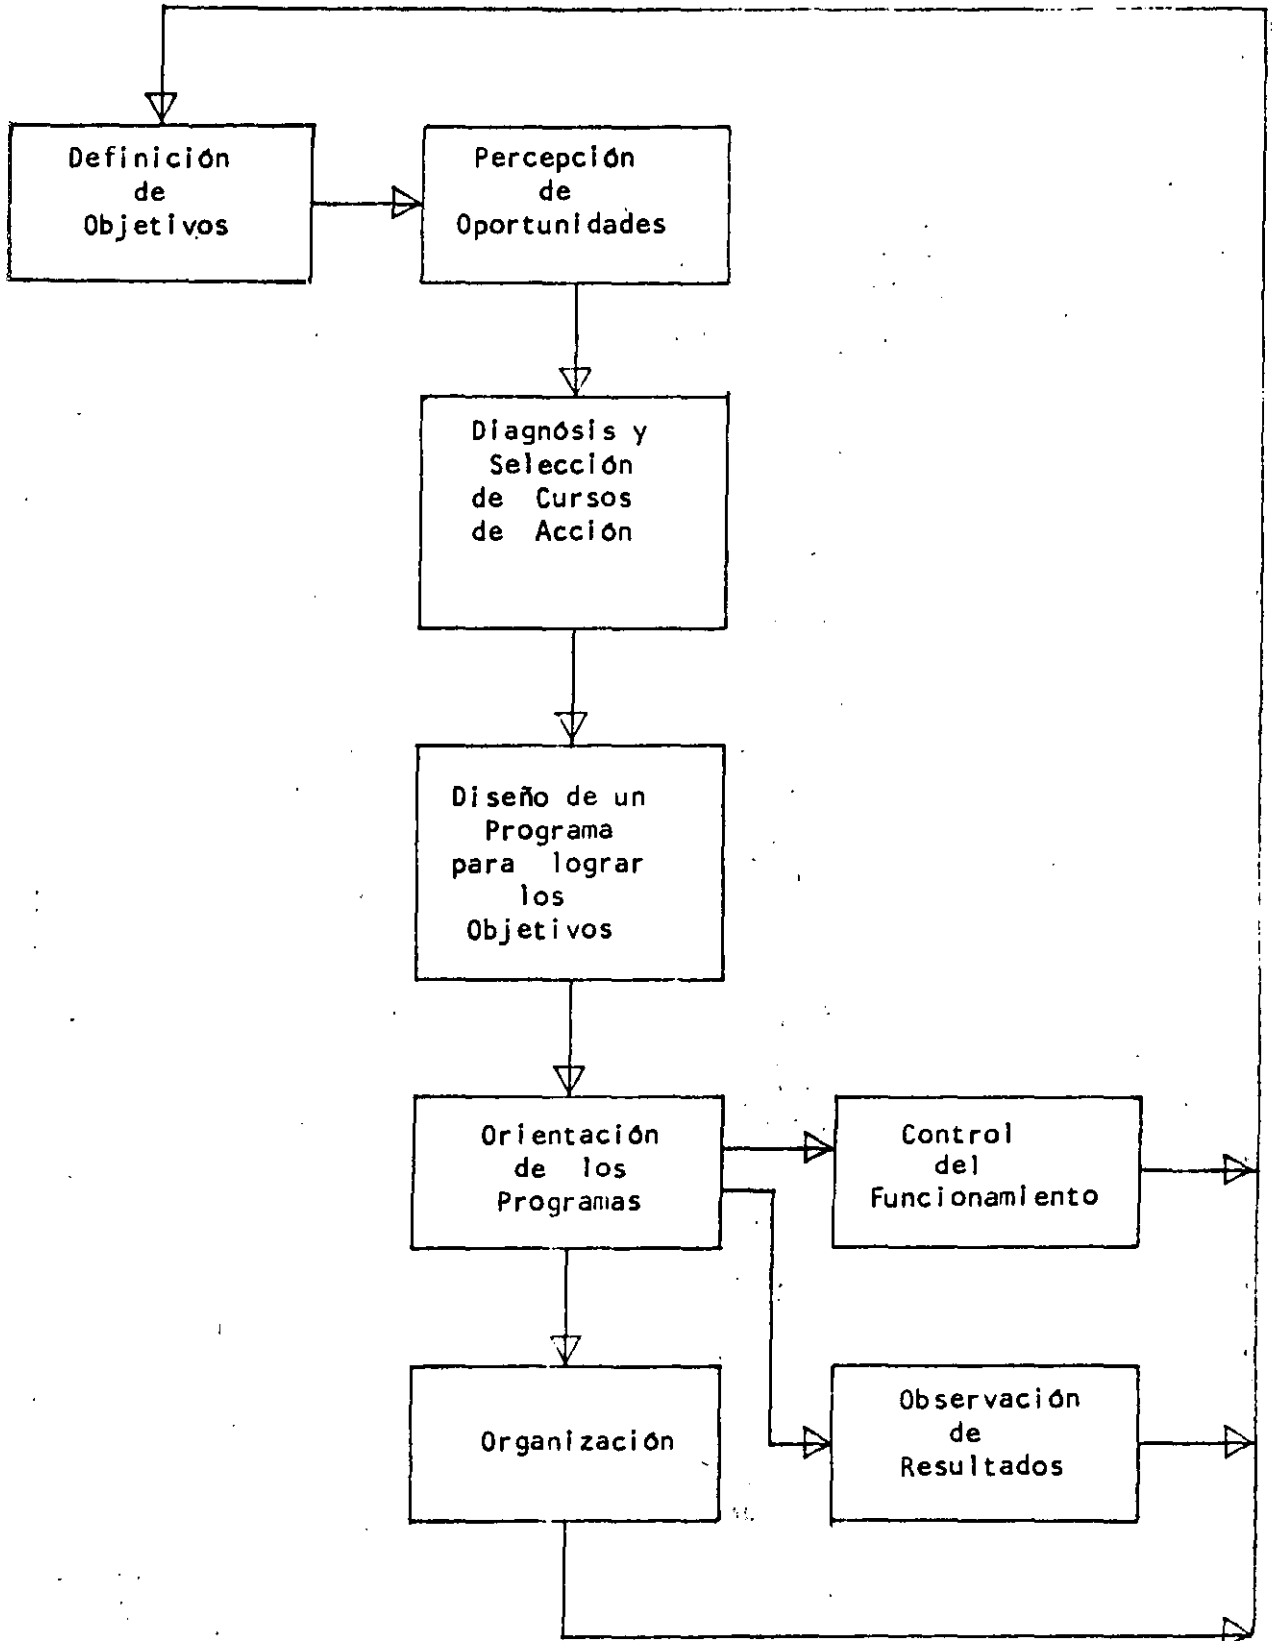 Definición
de
Objetivos
Percepción
de
Oportunidades
Diagnósis y
Selección
de Cursos
de Acción
Diseño de un
Programa
para lograr
los
Objetivos
Orientación
de los
Programas
Control
del
Funcionamiento
Organización
Observación
de
Resultados